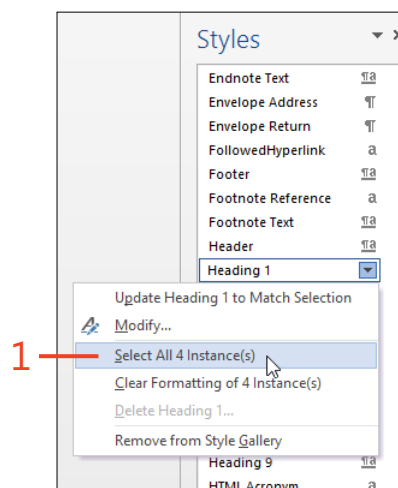 Styles
Endnote Text ¶a
Envelope Address ¶
Envelope Return ¶
FollowedHyperlink a
Footer ¶a
Footnote Reference a
Footnote Text ¶a
Header ¶a
Heading 1
Update Heading 1 to Match Selection
Modify...
1 Select All 4 Instance(s)
Clear Formatting of 4 Instance(s)
Delete Heading 1...
Remove from Style Gallery
Heading 9 ¶a
HTML Acronym a